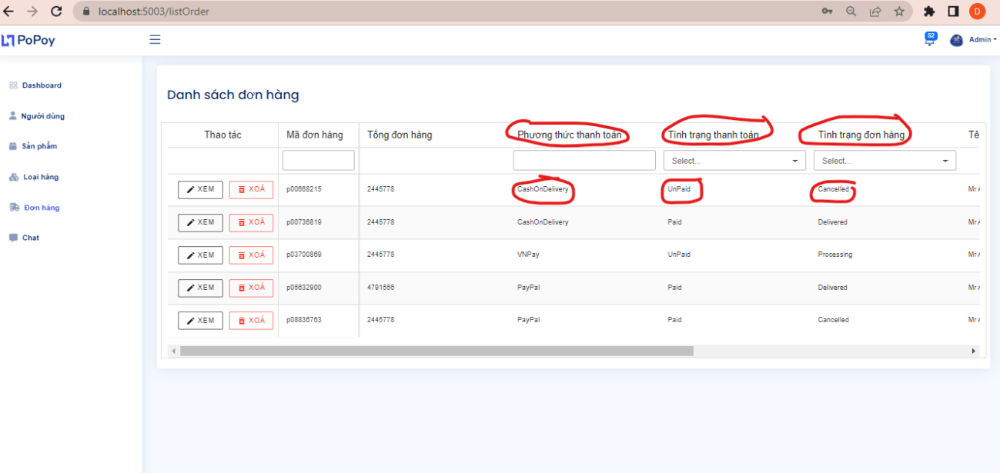 localhost:5003/listOrder
D
PoPoy
52
Admin
Dashboard
Người dùng
Sản phẩm
Loại hàng
Đơn hàng
Chat
Danh sách đơn hàng
Thao tác Mã đơn hàng Tổng đơn hàng Phương thức thanh toán Tình trạng thanh toán Tình trạng đơn hàng Tê
Select... Select...
XEM XOÁ p00668215 2445778 CashOnDelivery UnPaid Cancelled Mr
XEM XOÁ p00736819 2445778 CashOnDelivery Paid Delivered Mr
XEM XOÁ p03700869 2445778 VNPay UnPaid Processing Mr
XEM XOÁ p05632900 4791556 PayPal Paid Delivered Mr
XEM XOÁ p08836763 2445778 PayPal Paid Cancelled Mr